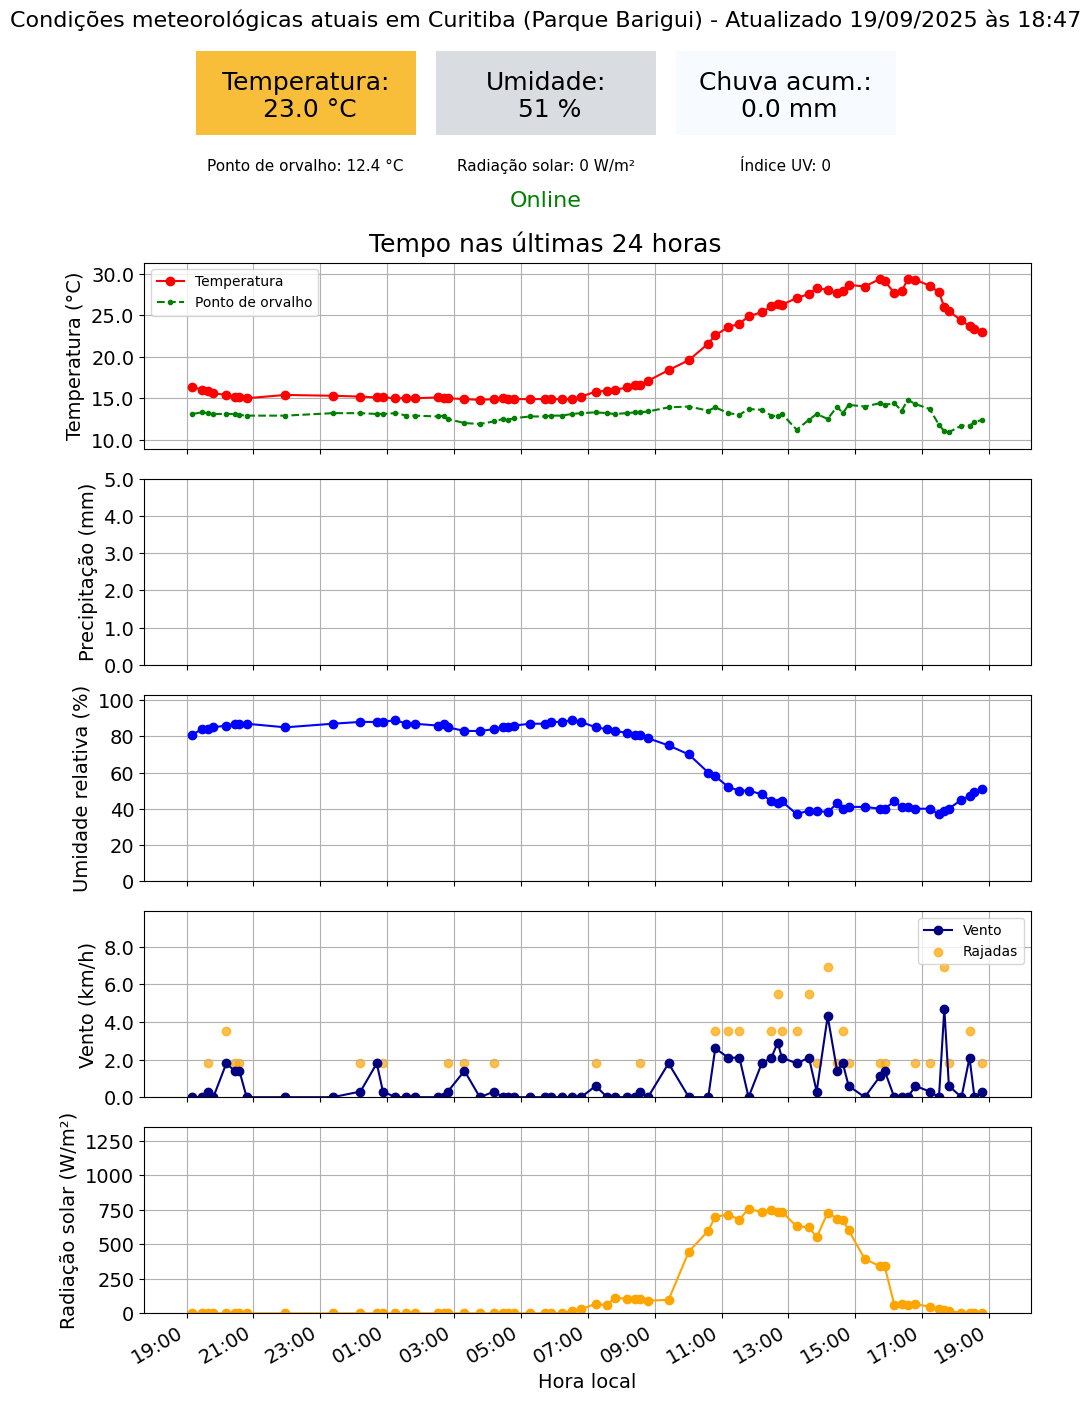 Condições meteorológicas atuais em Curitiba (Parque Barigui) - Atualizado 19/09/2025 às 18:47
Temperatura:
23.0 °C
Umidade:
51 %
Chuva acum.:
0.0 mm
Ponto de orvalho: 12.4 °C
Radiação solar: 0 W/m²
Índice UV: 0
Online
Tempo nas últimas 24 horas
Temperatura (°C)
30.0
25.0
20.0
15.0
10.0
Temperatura
Ponto de orvalho
Precipitação (mm)
5.0
4.0
3.0
2.0
1.0
0.0
Umidade relativa (%)
100
80
60
40
20
0
Vento (km/h)
8.0
6.0
4.0
2.0
0.0
Vento
Rajadas
Radiação solar (W/m²)
1250
1000
750
500
250
0
19:00
21:00
23:00
01:00
03:00
05:00
07:00
09:00
11:00
13:00
15:00
17:00
19:00
Hora local